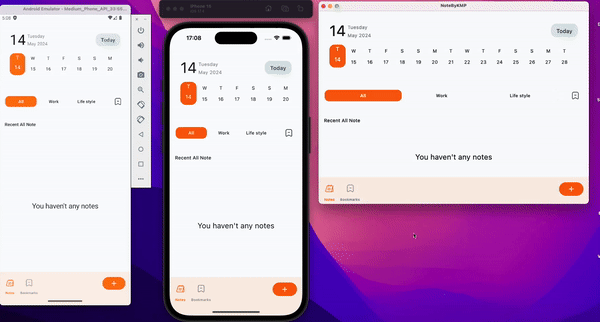 Android Emulator - Medium_Phone_API_
5:08
14
Tuesday
May 2024
Today
T W T F S S M
14 15 16 17 18 19 20
All Work Life style
Recent All Note
You haven't any notes
Notes Bookmarks
+
iPhone 15
17:08
14
Tuesday
May 2024
Today
T W T F S S M
14 15 16 17 18 19 20
All Work Life style
Recent All Note
You haven't any notes
Notes Bookmarks
+
NoteByKMP
14
Tuesday
May 2024
Today
T W T F S S M T W T F S S M T
14 15 16 17 18 19 20 21 22 23 24 25 26 27 28
All Work Life style
Recent All Note
You haven't any notes
Notes Bookmarks
+